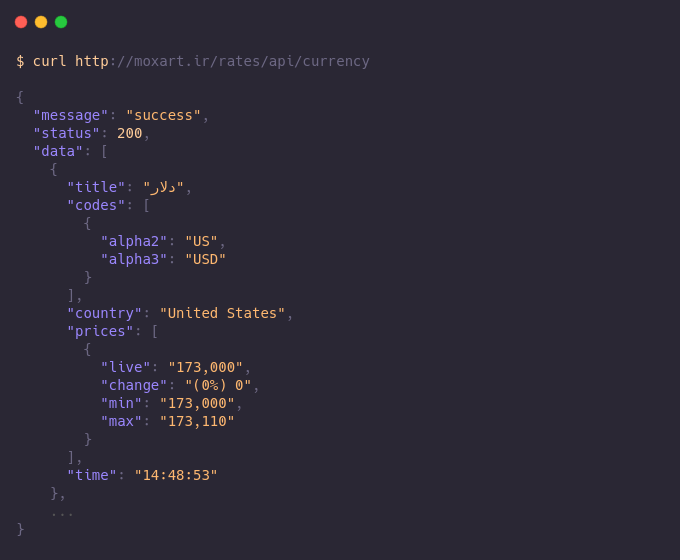 $ curl http://moxart.ir/rates/api/currency
{
"message": "success",
"status": 200,
"data": [
{
"title": "دلار",
"codes": [
{
"alpha2": "US",
"alpha3": "USD"
}
],
"country": "United States",
"prices": [
{
"live": "173,000",
"change": "(0%) 0",
"min": "173,000",
"max": "173,110"
}
],
"time": "14:48:53"
},
...
}